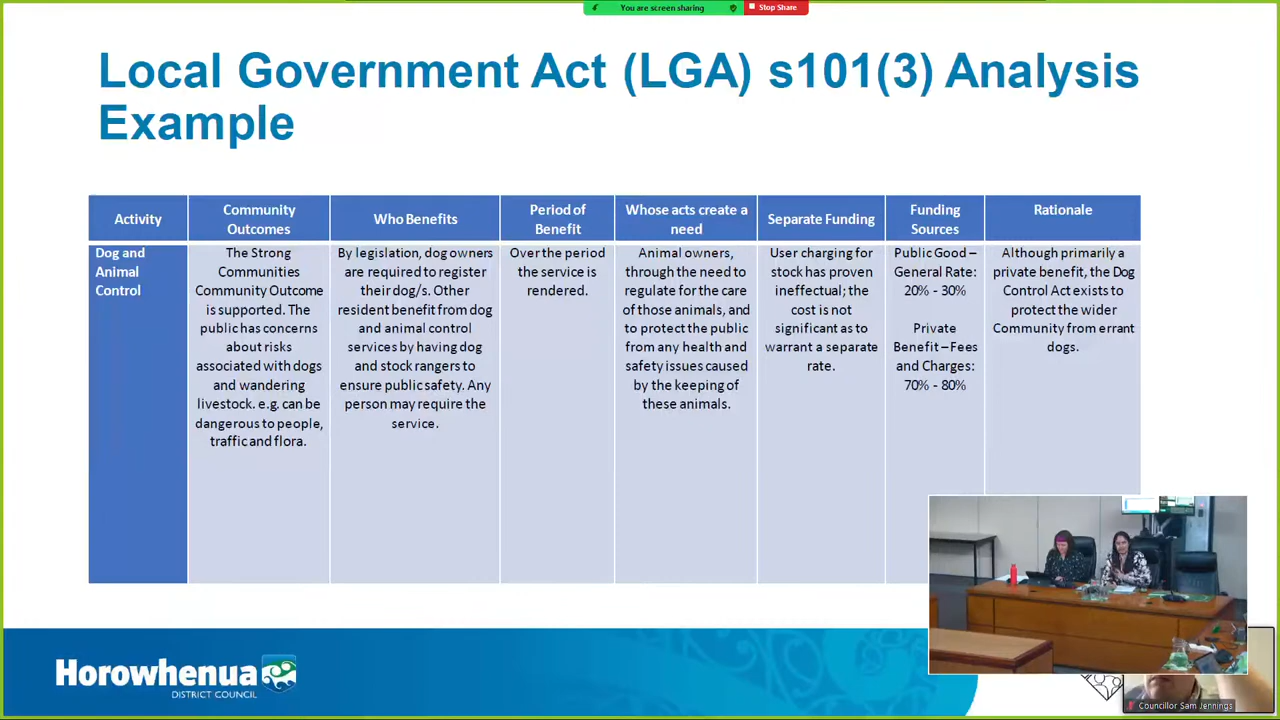 You are screen sharing
Stop Share
Local Government Act (LGA) s101(3) Analysis
Example
Activity
Community
Outcomes
Who Benefits
Period of
Benefit
Whose acts create a
need
Separate Funding
Funding
Sources
Rationale
Dog and
Animal
Control
The Strong
Communities
Community Outcome
is supported. The
public has concerns
about risks
associated with dogs
and wandering
livestock. e.g. can be
dangerous to people,
traffic and flora.
By legislation, dog owners
are required to register
their dog/s. Other
resident benefit from dog
and animal control
services by having dog
and stock rangers to
ensure public safety. Any
person may require the
service.
Over the period
the service is
rendered.
Animal owners,
through the need to
regulate for the care
of those animals, and
to protect the public
from any health and
safety issues caused
by the keeping of
these animals.
User charging for
stock has proven
ineffectual; the
cost is not
significant as to
warrant a separate
rate.
Public Good –
General Rate:
20% - 30%
Private
Benefit – Fees
and Charges:
70% - 80%
Although primarily a
private benefit, the Dog
Control Act exists to
protect the wider
Community from errant
dogs.
Horowhenua
DISTRICT COUNCIL
Councillor Sam Jennings